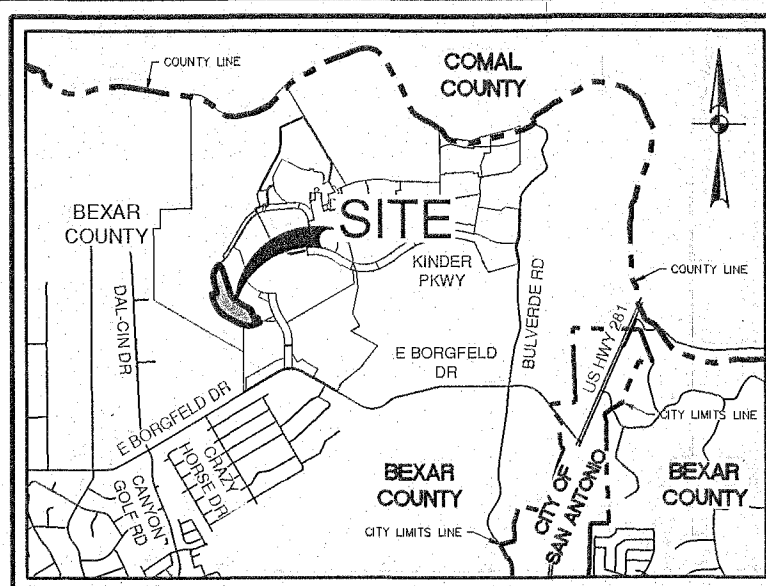 COUNTY LINE
COMAL
COUNTY
BEXAR
COUNTY
SITE
KINDER
PKWY
COUNTY LINE
DAL-CIN DR
BULVERDE RD
US HWY 281
E BORGFELD
DR
E BORGFELD DR
CITY LIMITS LINE
CRAZY
HORSE DR
CANYON
GOLF RD
BEXAR
COUNTY
CITY OF
SAN ANTONIO
BEXAR
COUNTY
CITY LIMITS LINE